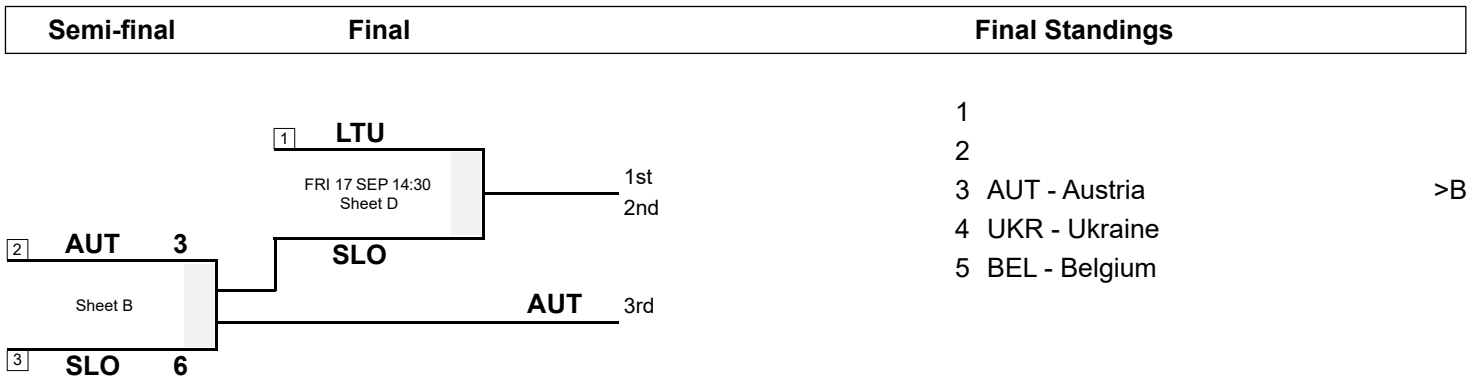 Semi-final Final Final Standings
1 LTU
FRI 17 SEP 14:30
Sheet D
1st
2nd
2 AUT 3
SLO
Sheet B
AUT 3rd
3 SLO 6
1
2
3 AUT - Austria >B
4 UKR - Ukraine
5 BEL - Belgium